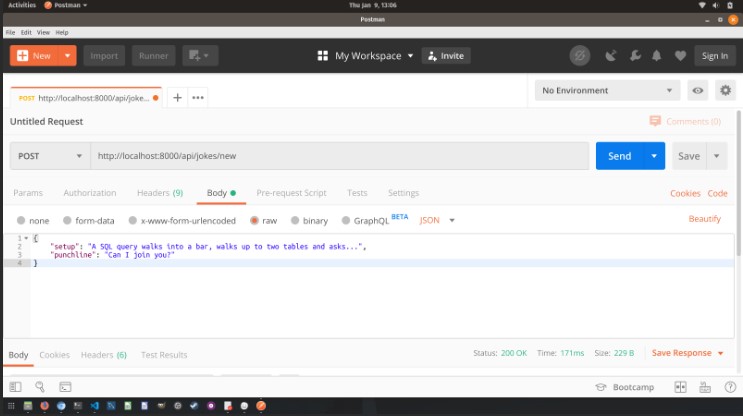 Activities Postman Thu Jan 9, 13:06
Postman
File Edit View Help
New Import Runner My Workspace Invite Sign In
POST http://localhost:8000/api/joke... + ••• No Environment
Untitled Request Comments (0)
POST http://localhost:8000/api/jokes/new Send Save
Params Authorization Headers (9) Body Pre-request Script Tests Settings Cookies Code
none form-data x-www-form-urlencoded raw binary GraphQL BETA JSON Beautify
1 {
2 "setup": "A SQL query walks into a bar, walks up to two tables and asks...",
3 "punchline": "Can I join you?"
4 }
Body Cookies Headers (6) Test Results Status: 200 OK Time: 171ms Size: 229 B Save Response
Bootcamp